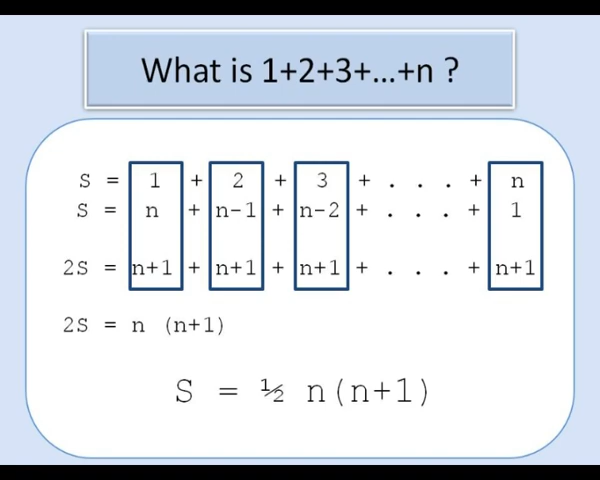 What is 1+2+3+...+n ?
S = 1 + 2 + 3 + . . . + n
S = n + n-1 + n-2 + . . . + 1
2S = n+1 + n+1 + n+1 + . . . + n+1
2S = n (n+1)
S = ½ n(n+1)